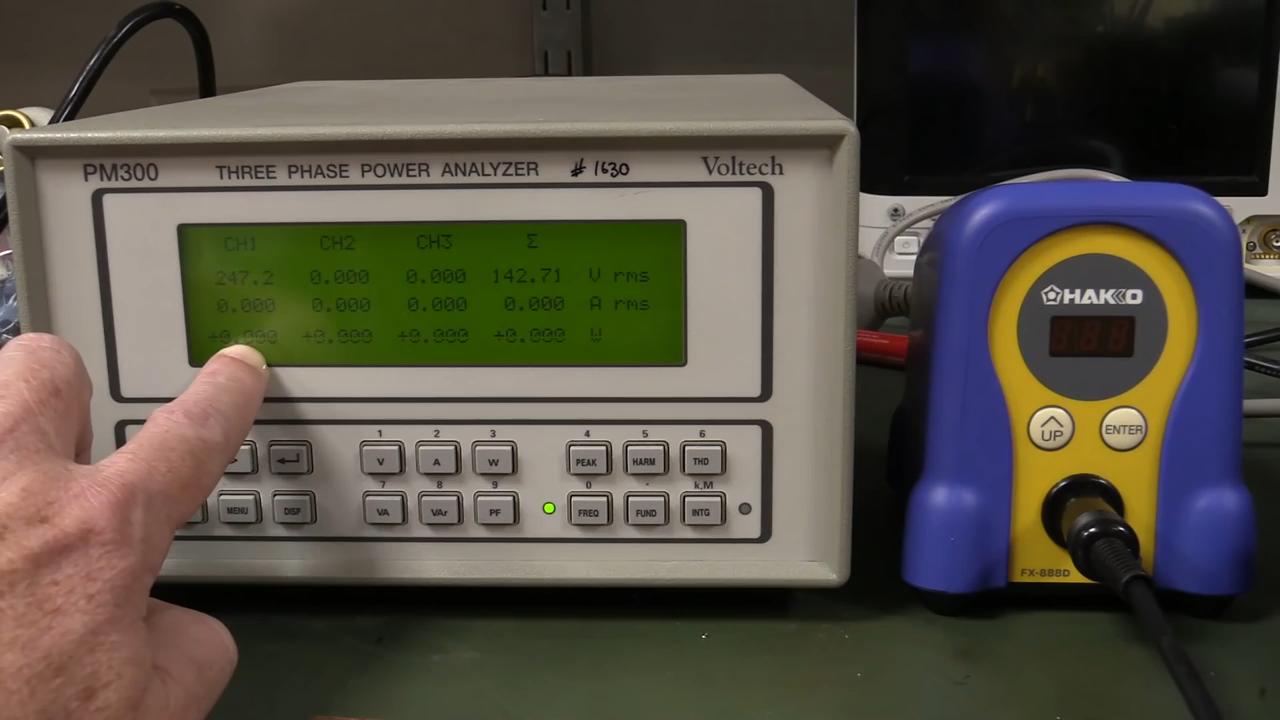 PM300 THREE PHASE POWER ANALYZER # 1630 Voltech
CH1 CH2 CH3 Σ
247.2 0.000 0.000 142.71 V rms
0.000 0.000 0.000 0.000 A rms
+0.000 +0.000 +0.000 +0.000 W
1 2 3 4 5 6
V A W PEAK HARM THD
7 8 9 0 - k,M
MENU DISP VA VAr PF FREQ FUND INTG
HAKKO
UP ENTER
FX-888D